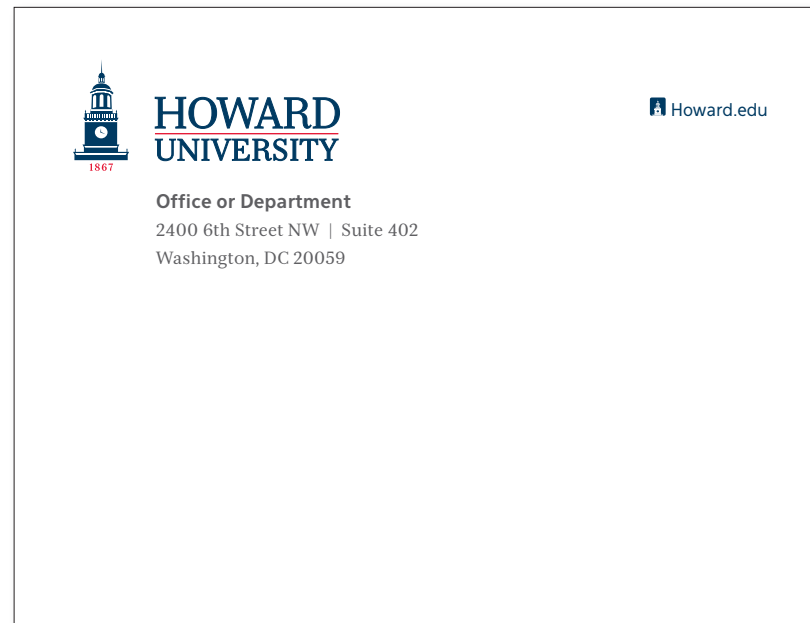 HOWARD
UNIVERSITY
1867
Howard.edu
Office or Department
2400 6th Street NW | Suite 402
Washington, DC 20059